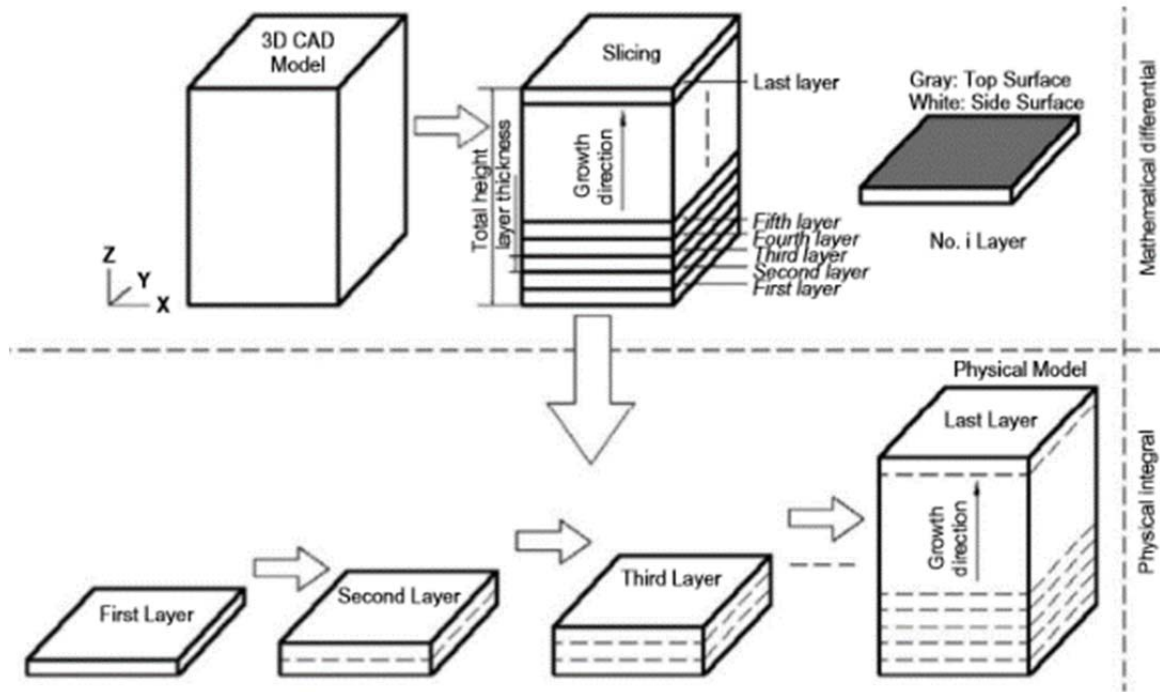 3D CAD
Model
Slicing
Last layer
Gray: Top Surface
White: Side Surface
Total height
layer thickness
Growth
direction
Fifth layer
Fourth layer
Third layer
Second layer
First layer
No. i Layer
Z
Y
X
Mathematical differential
Physical Model
Last Layer
Growth
direction
Third Layer
Second Layer
First Layer
Physical integral